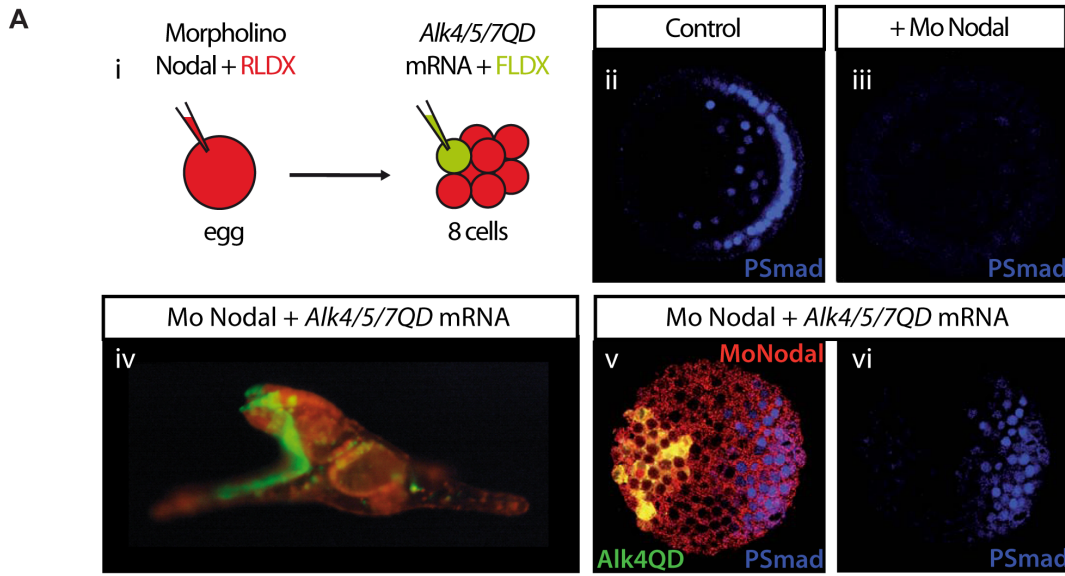 A
i
Morpholino
Nodal + RLDX
Alk4/5/7QD
mRNA + FLDX
egg
8 cells
Control
ii
PSmad
+ Mo Nodal
iii
PSmad
Mo Nodal + Alk4/5/7QD mRNA
iv
Mo Nodal + Alk4/5/7QD mRNA
v
MoNodal
Alk4QD
PSmad
vi
PSmad